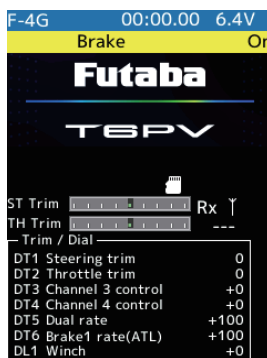 F-4G 00:00.00 6.4V
Brake Or
Futaba
T6PV
ST Trim
Rx
TH Trim ---
Trim / Dial
DT1 Steering trim 0
DT2 Throttle trim 0
DT3 Channel 3 control +0
DT4 Channel 4 control +0
DT5 Dual rate +100
DT6 Brake1 rate(ATL) +100
DL1 Winch +0